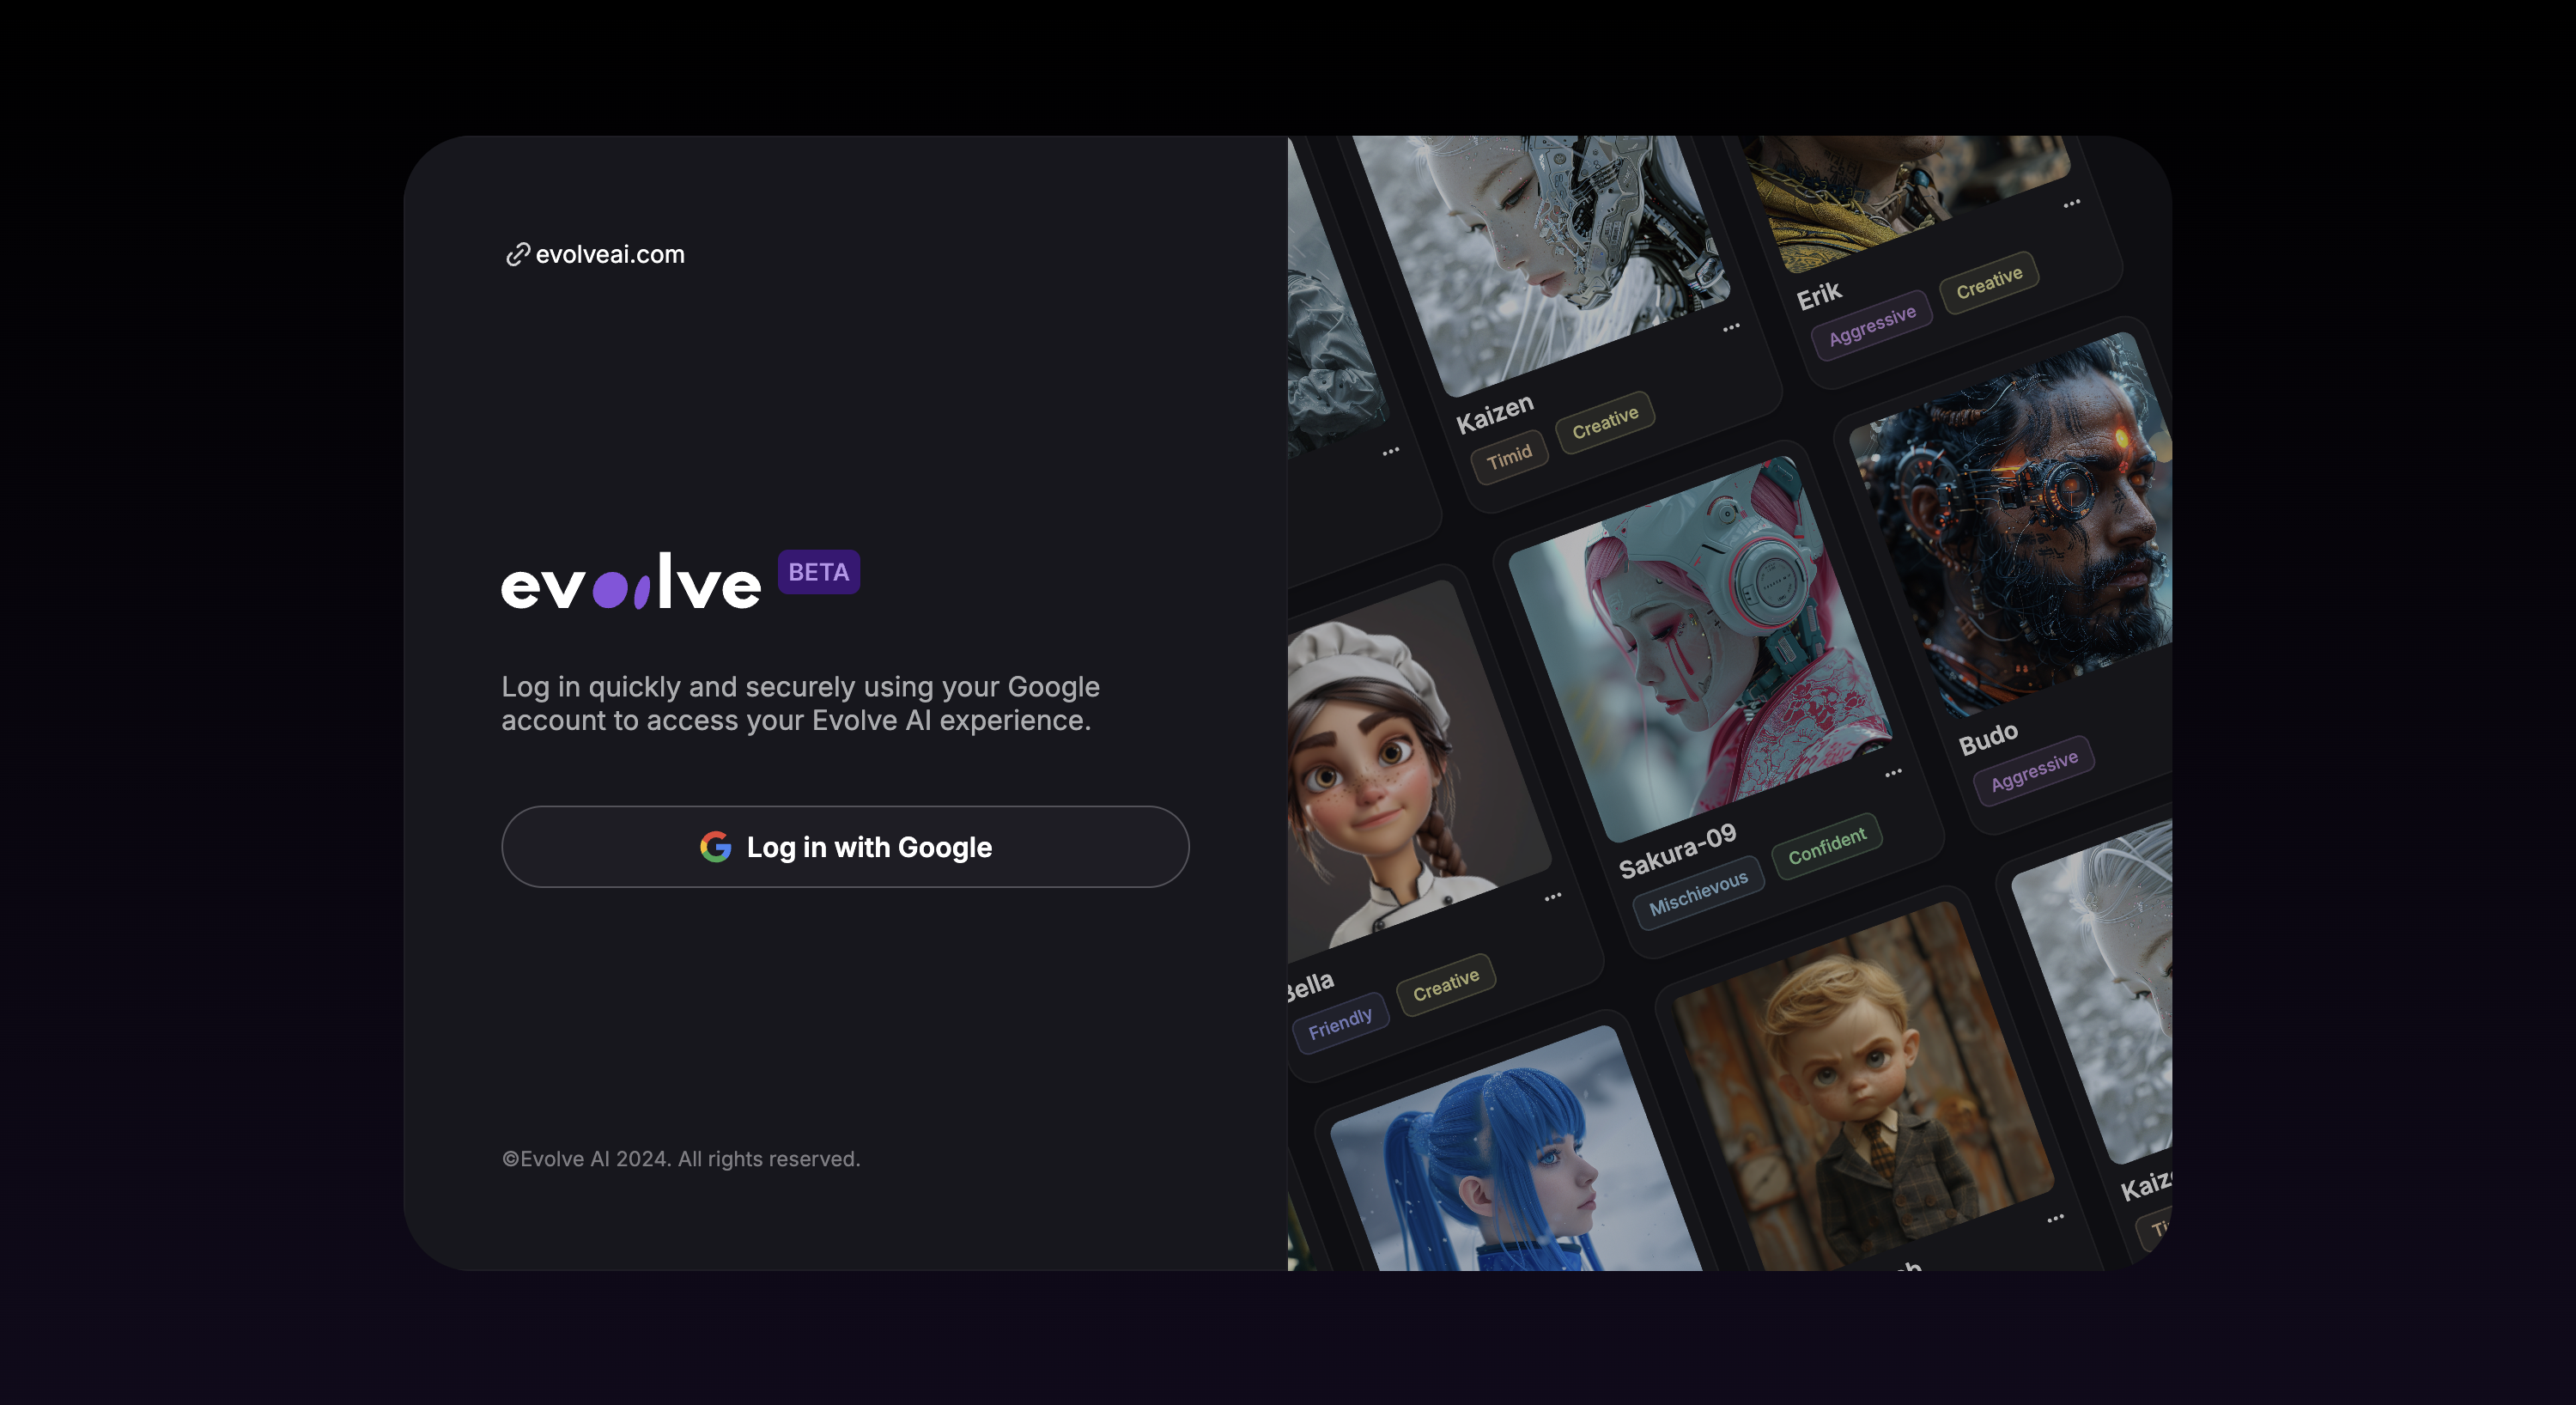 evolveai.com
evolve BETA
Log in quickly and securely using your Google
account to access your Evolve AI experience.
Log in with Google
©Evolve AI 2024. All rights reserved.
Erik
Aggressive Creative
Kaizen
Timid Creative
Budo
Aggressive
Sakura-09
Mischievous Confident
Bella
Friendly Creative